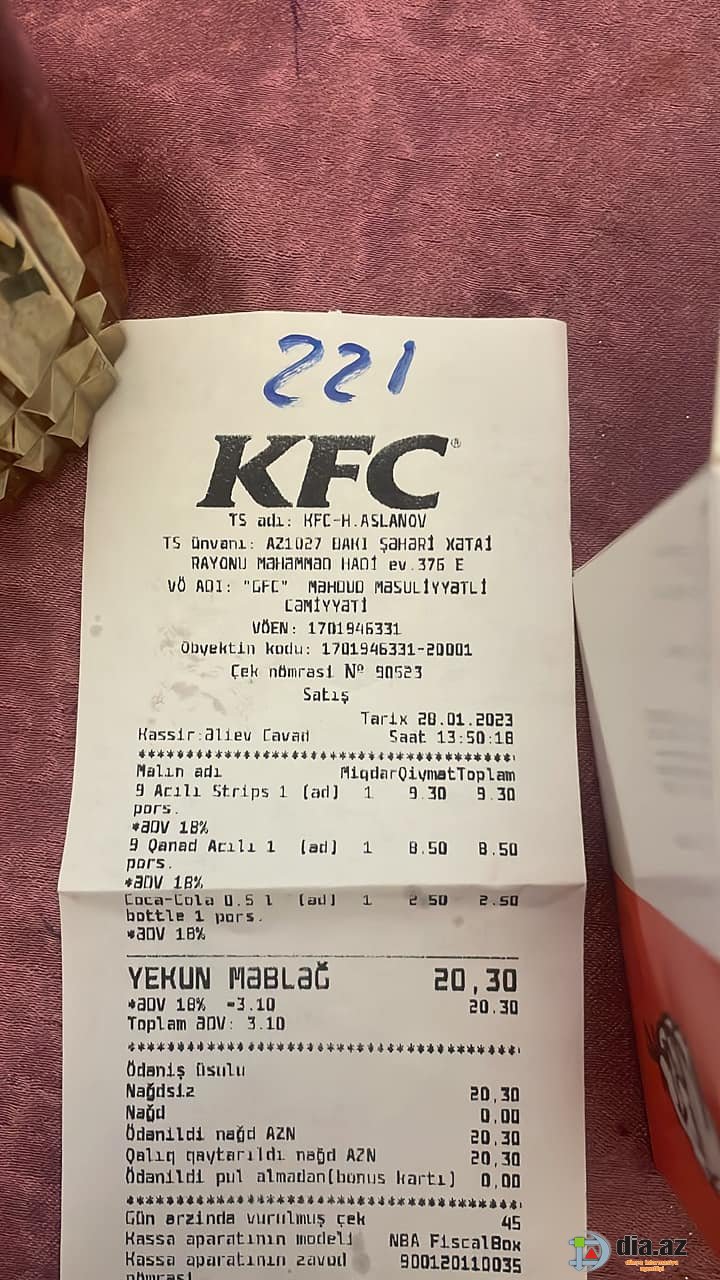 221
KFC®
TS adı: KFC-H.ASLANOV
TS ünvanı: AZ1027 BAKI ŞƏHƏRİ XƏTAİ
RAYONU MƏHƏMMƏD HADİ ev.376 E
VÖ ADI: "GFC" MƏHDUD MƏSULİYYƏTLİ
CƏMİYYƏTİ
VÖEN: 1701946331
Obyektin kodu: 1701946331-20001
Çek nömrəsi № 90523
Satış
Tarix 28.01.2023
Kassir:Əliev Cavad Saat 13:50:18
Malın adı Miqdar Qiymət Toplam
9 Acılı Strips 1 (əd) 1 9.30 9.30
pors.
*ƏDV 18%
9 Qanad Acılı 1 (əd) 1 8.50 8.50
pors.
*ƏDV 18%
Coca-Cola 0.5 l (əd) 1 2.50 2.50
bottle 1 pors.
*ƏDV 18%
YEKUN MƏBLƏĞ 20,30
*ƏDV 18% =3.10 20.30
Toplam ƏDV: 3.10
Ödəniş üsulu
Nağdsiz 20,30
Nağd 0,00
Ödənildi nağd AZN 20,30
Qalıq qaytarıldı nağd AZN 20,30
Ödənildi pul almadan(bonus kartı) 0,00
Gün ərzində vurulmuş çek 45
Kassa aparatının modeli NBA FiscalBox
Kassa aparatının zavod 900120110035
nömrəsi
dia.az
dünya informasiya
agentliyi